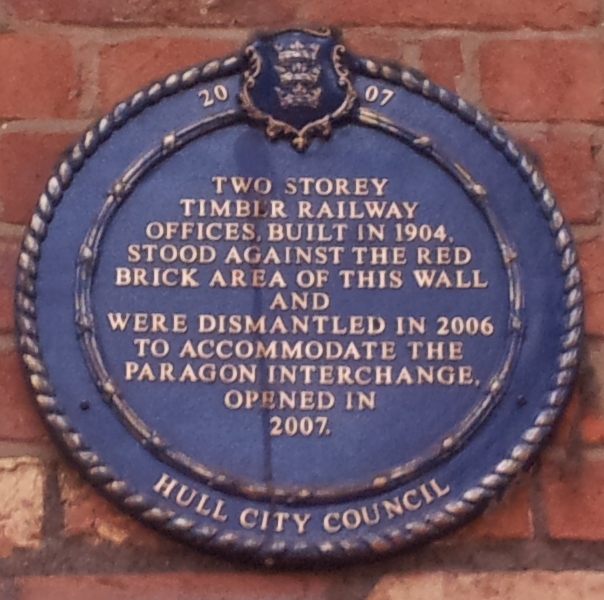 20 07
TWO STOREY
TIMBER RAILWAY
OFFICES, BUILT IN 1904,
STOOD AGAINST THE RED
BRICK AREA OF THIS WALL
AND
WERE DISMANTLED IN 2006
TO ACCOMMODATE THE
PARAGON INTERCHANGE,
OPENED IN
2007.
HULL CITY COUNCIL